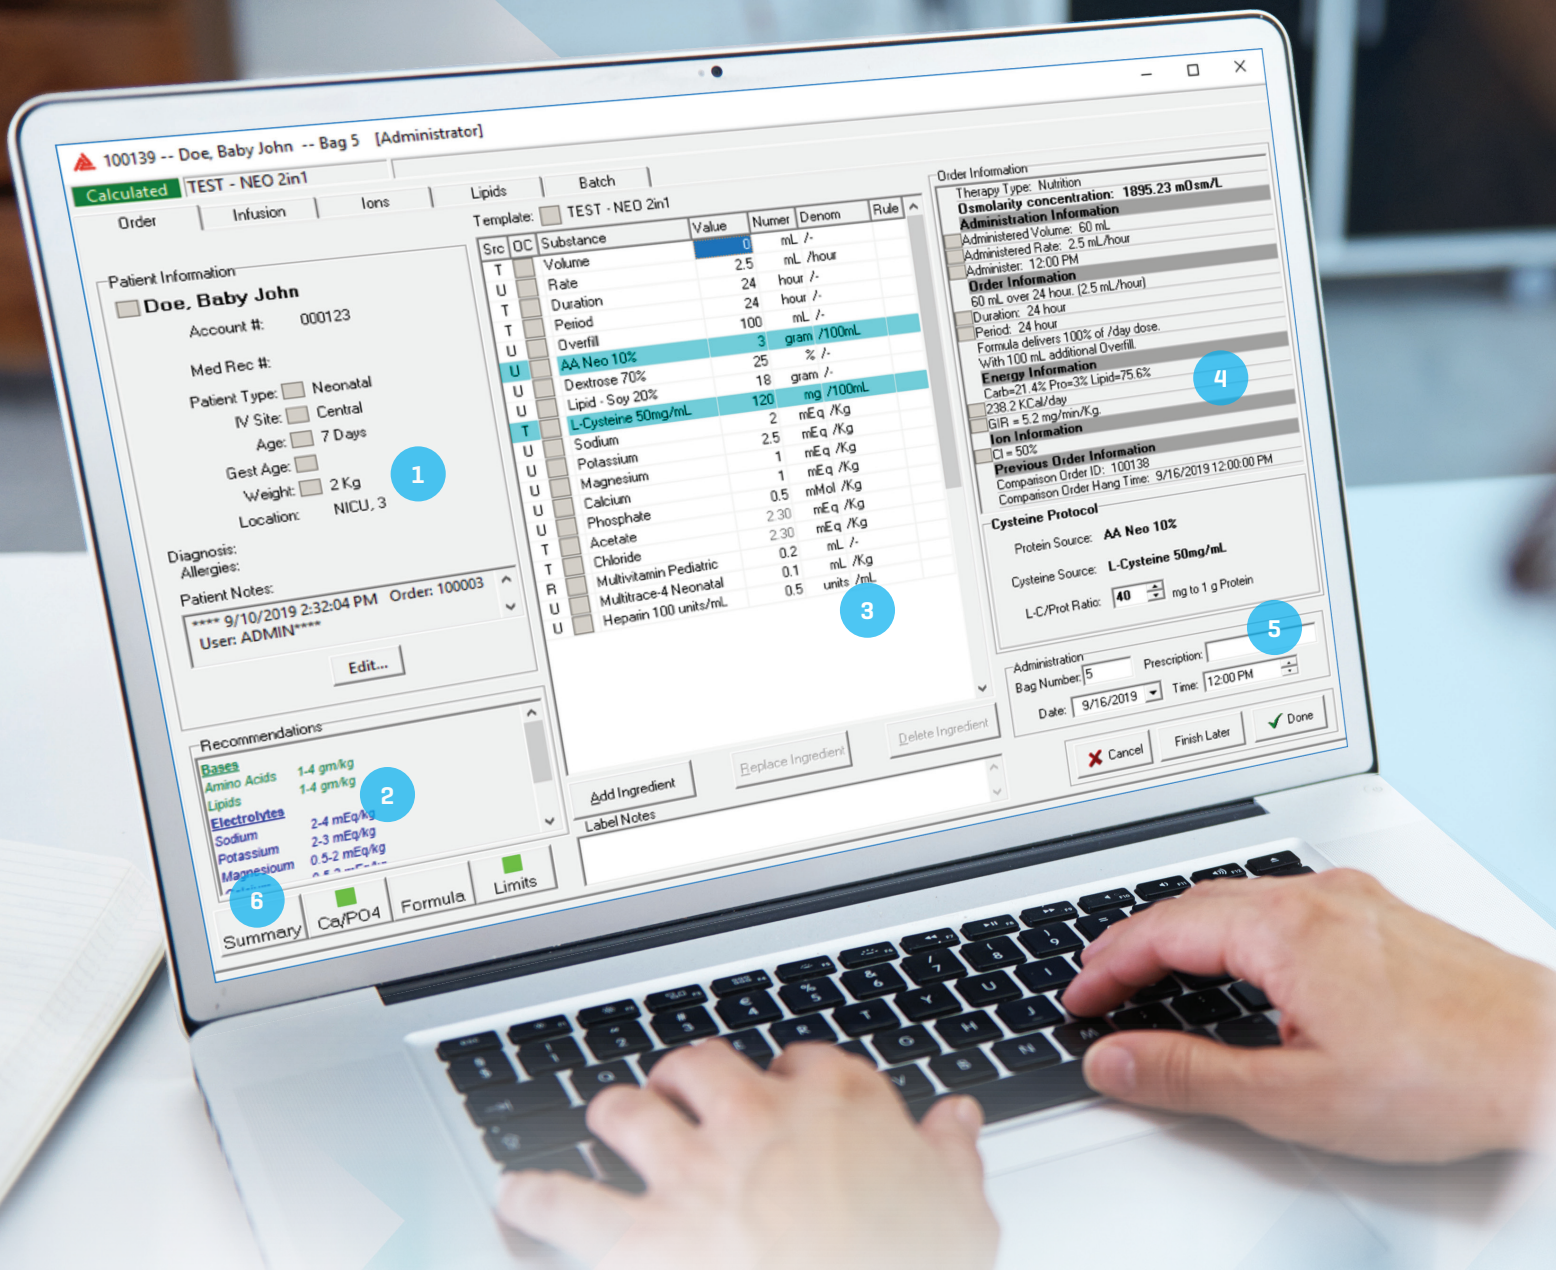 100139 -- Doe, Baby John -- Bag 5 [Administrator]
Calculated TEST - NEO 2in1
Order Infusion Ions Lipids Batch
Patient Information
Doe, Baby John
Account #: 000123
Med Rec #:
Patient Type: Neonatal
IV Site: Central
Age: 7 Days
Gest Age:
Weight: 2 Kg
Location: NICU, 3
1
Diagnosis:
Allergies:
Patient Notes:
**** 9/10/2019 2:32:04 PM Order: 100003
User: ADMIN****
Edit...
Recommendations
Bases
Amino Acids 1-4 gm/kg
Lipids 1-4 gm/kg
2
Electrolytes
Sodium 2-4 mEq/kg
Potassium 2-3 mEq/kg
Magnesioum 0.5-2 mEq/kg
6
Summary Ca/PO4 Formula Limits
Template: TEST - NEO 2in1
Src OC Substance Value Numer Denom Rule
T Volume 0 mL /-
U Rate 2.5 mL /hour
T Duration 24 hour /-
T Period 24 hour /-
U Overfill 100 mL /-
U AA Neo 10% 3 gram /100mL
U Dextrose 70% 25 % /-
U Lipid - Soy 20% 18 gram /-
T L-Cysteine 50mg/mL 120 mg /100mL
U Sodium 2 mEq /Kg
U Potassium 2.5 mEq /Kg
U Magnesium 1 mEq /Kg
U Calcium 1 mEq /Kg
U Phosphate 0.5 mMol /Kg
T Acetate 2.30 mEq /Kg
T Chloride 2.30 mEq /Kg
R Multivitamin Pediatric 0.2 mL /-
U Multitrace-4 Neonatal 0.1 mL /Kg
U Heparin 100 units/mL 0.5 units /mL
3
Add Ingredient Replace Ingredient Delete Ingredient
Label Notes
Order Information
Therapy Type: Nutrition
Osmolarity concentration: 1895.23 mOsm/L
Administration Information
Administered Volume: 60 mL
Administered Rate: 2.5 mL/hour
Administer: 12:00 PM
Order Information
60 mL over 24 hour. (2.5 mL/hour)
Duration: 24 hour
Period: 24 hour
Formula delivers 100% of /day dose.
With 100 mL additional Overfill.
Energy Information
Carb=21.4% Pro=3% Lipid=75.6%
238.2 KCal/day
GIR = 5.2 mg/min/Kg.
4
Ion Information
Cl = 50%
Previous Order Information
Comparison Order ID: 100138
Comparison Order Hang Time: 9/16/2019 12:00:00 PM
Cysteine Protocol
Protein Source: AA Neo 10%
Cysteine Source: L-Cysteine 50mg/mL
L-C/Prot Ratio: 40 mg to 1 g Protein
5
Administration
Bag Number: 5 Prescription:
Date: 9/16/2019 Time: 12:00 PM
Cancel Finish Later Done